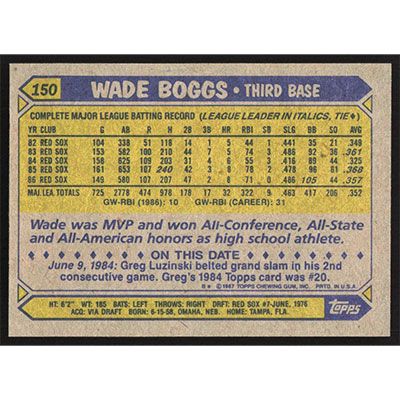 150 WADE BOGGS • THIRD BASE
COMPLETE MAJOR LEAGUE BATTING RECORD (LEAGUE LEADER IN ITALICS, TIE♦)
YR CLUB G AB R H 2B 3B HR RBI SB SLG BB SO AVG
82 RED SOX 104 338 51 118 14 1 5 44 1 .441 35 21 .349
83 RED SOX 153 582 100 210 44 7 5 74 3 .486 92 36 .361
84 RED SOX 158 625 109 203 31 4 6 55 3 .416 89 44 .325
85 RED SOX 161 653 107 240 42 3 8 78 2 .478 96 61 .368
86 RED SOX 149 580 107 207 47 2 8 71 0 .486 105 44 .357
MAJ.LEA.TOTALS 725 2778 474 978 178 17 32 322 9 .463 417 206 .352
GW-RBI (1986): 10 GW-RBI (CAREER): 31
Wade was MVP and won All-Conference, All-State
and All-American honors as high school athlete.
ON THIS DATE
June 9, 1984: Greg Luzinski belted grand slam in his 2nd
consecutive game. Greg's 1984 Topps card was #20.
B* © 1987 TOPPS CHEWING GUM, INC. PRTD. IN U.S.A.
HT: 6'2" WT: 185 BATS: LEFT THROWS: RIGHT DRFT: RED SOX #7-JUNE, 1976
ACQ: VIA DRAFT BORN: 6-15-58, OMAHA, NEB. HOME: TAMPA, FLA.
Topps